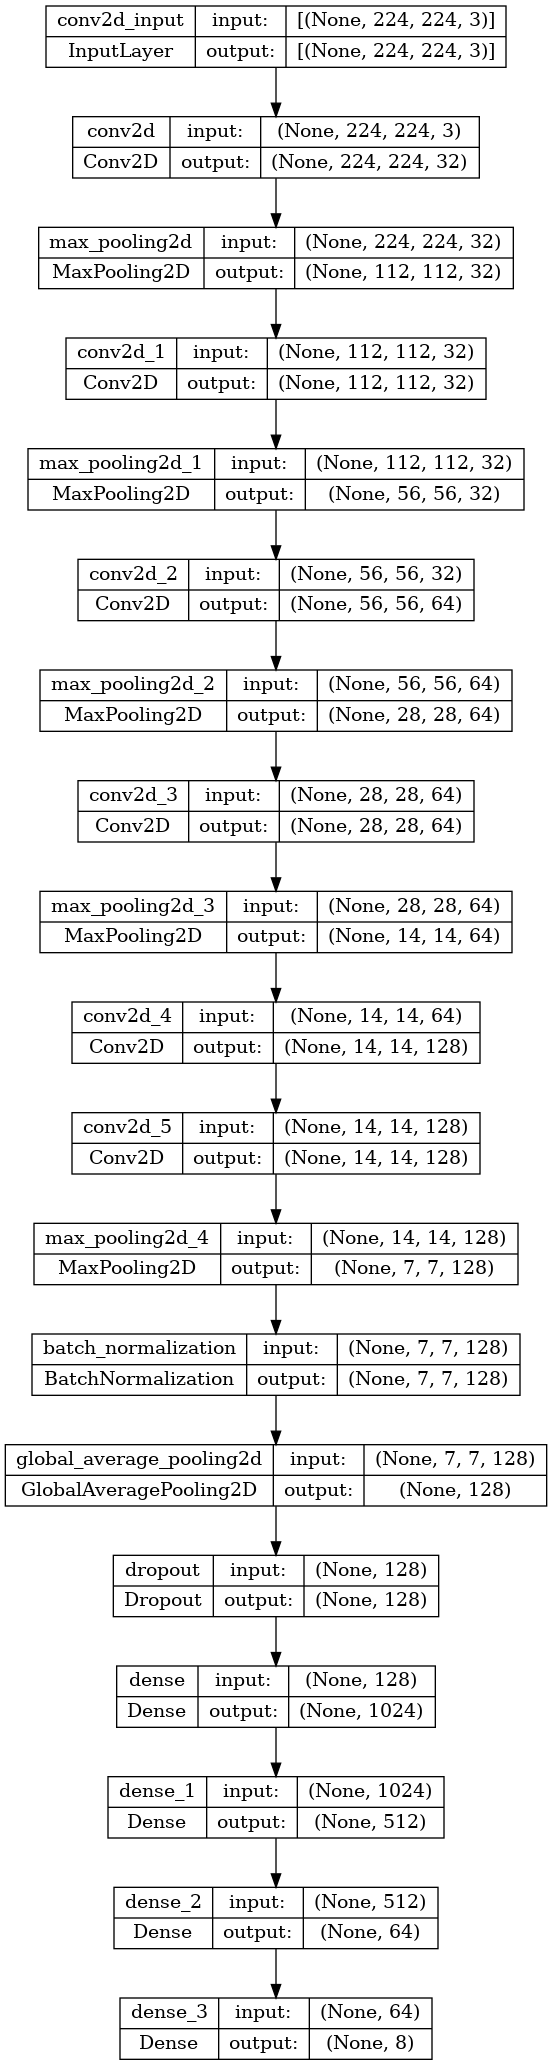 conv2d_input input: [(None, 224, 224, 3)]
InputLayer output: [(None, 224, 224, 3)]
conv2d input: (None, 224, 224, 3)
Conv2D output: (None, 224, 224, 32)
max_pooling2d input: (None, 224, 224, 32)
MaxPooling2D output: (None, 112, 112, 32)
conv2d_1 input: (None, 112, 112, 32)
Conv2D output: (None, 112, 112, 32)
max_pooling2d_1 input: (None, 112, 112, 32)
MaxPooling2D output: (None, 56, 56, 32)
conv2d_2 input: (None, 56, 56, 32)
Conv2D output: (None, 56, 56, 64)
max_pooling2d_2 input: (None, 56, 56, 64)
MaxPooling2D output: (None, 28, 28, 64)
conv2d_3 input: (None, 28, 28, 64)
Conv2D output: (None, 28, 28, 64)
max_pooling2d_3 input: (None, 28, 28, 64)
MaxPooling2D output: (None, 14, 14, 64)
conv2d_4 input: (None, 14, 14, 64)
Conv2D output: (None, 14, 14, 128)
conv2d_5 input: (None, 14, 14, 128)
Conv2D output: (None, 14, 14, 128)
max_pooling2d_4 input: (None, 14, 14, 128)
MaxPooling2D output: (None, 7, 7, 128)
batch_normalization input: (None, 7, 7, 128)
BatchNormalization output: (None, 7, 7, 128)
global_average_pooling2d input: (None, 7, 7, 128)
GlobalAveragePooling2D output: (None, 128)
dropout input: (None, 128)
Dropout output: (None, 128)
dense input: (None, 128)
Dense output: (None, 1024)
dense_1 input: (None, 1024)
Dense output: (None, 512)
dense_2 input: (None, 512)
Dense output: (None, 64)
dense_3 input: (None, 64)
Dense output: (None, 8)